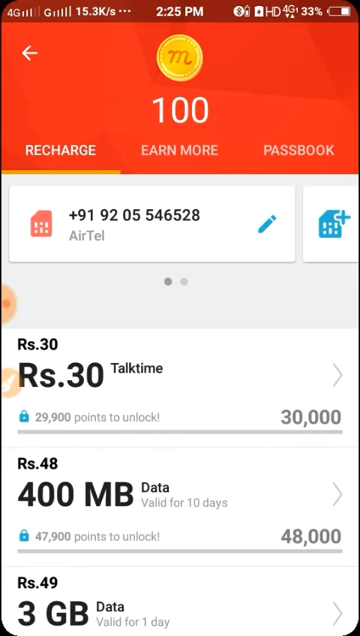 4G G 15.3K/s ••• 2:25 PM HD 4G 33%
m
100
RECHARGE EARN MORE PASSBOOK
+91 92 05 546528
AirTel
Rs.30
Rs.30 Talktime
29,900 points to unlock! 30,000
Rs.48
400 MB Data
Valid for 10 days
47,900 points to unlock! 48,000
Rs.49
3 GB Data
Valid for 1 day